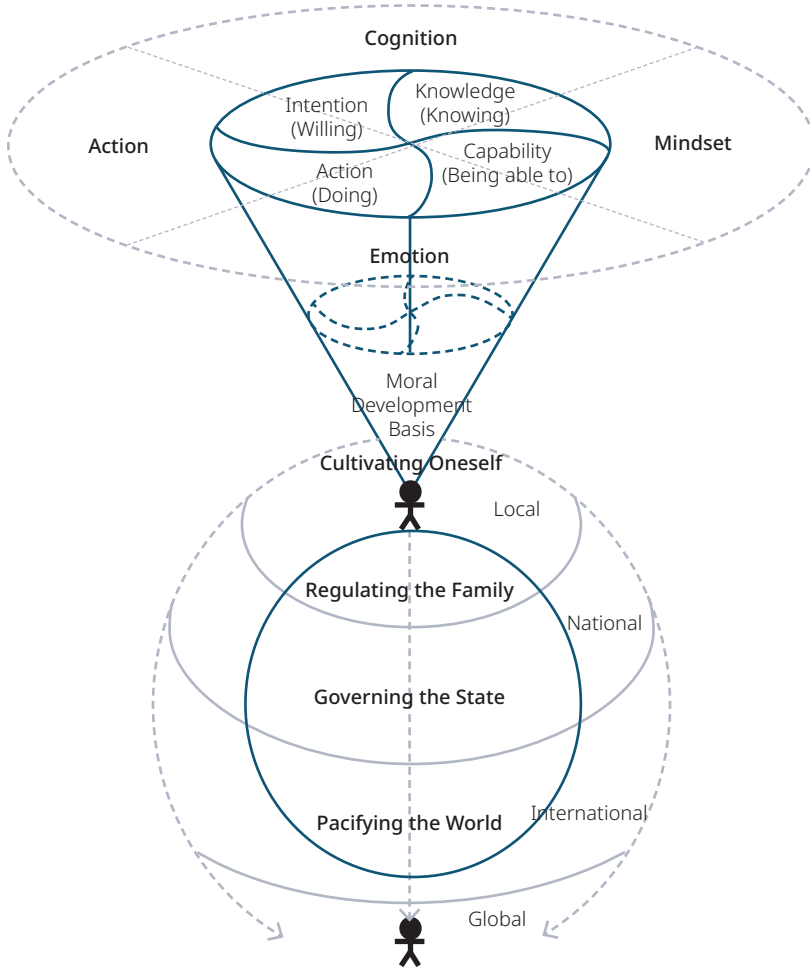 Cognition
Intention
(Willing)
Knowledge
(Knowing)
Action
Mindset
Action
(Doing)
Capability
(Being able to)
Emotion
Moral
Development
Basis
Cultivating Oneself
Local
Regulating the Family
National
Governing the State
International
Pacifying the World
Global